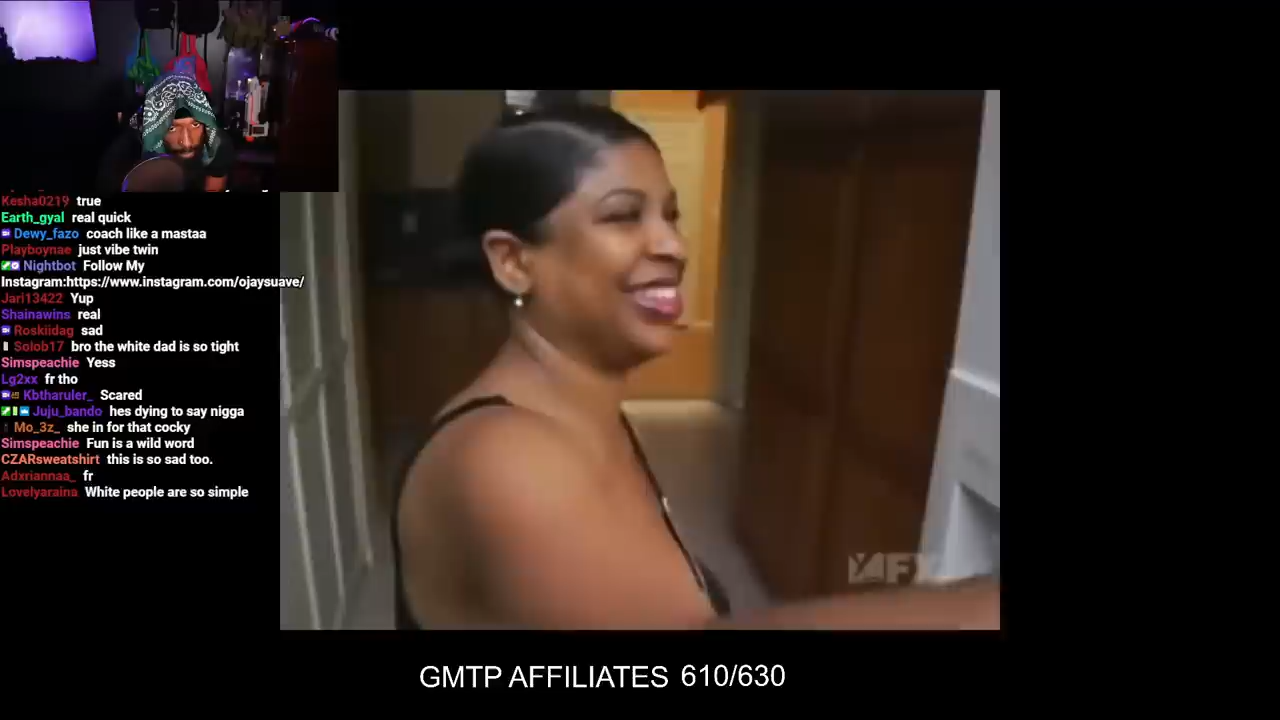 Kesha0219 true
Earth_gyal real quick
Dewy_fazo coach like a mastaa
Playboynae just vibe twin
Nightbot Follow My
Instagram:https://www.instagram.com/ojaysuave/
Jari13422 Yup
Shainawins real
Roskiidag sad
Solob17 bro the white dad is so tight
Simspeachie Yess
Lg2xx fr tho
Kbtharuler_ Scared
Juju_bando hes dying to say nigga
Mo_3z_ she in for that cocky
Simspeachie Fun is a wild word
CZARsweatshirt this is so sad too.
Adxriannaa_ fr
Lovelyaraina White people are so simple
FX
GMTP AFFILIATES 610/630